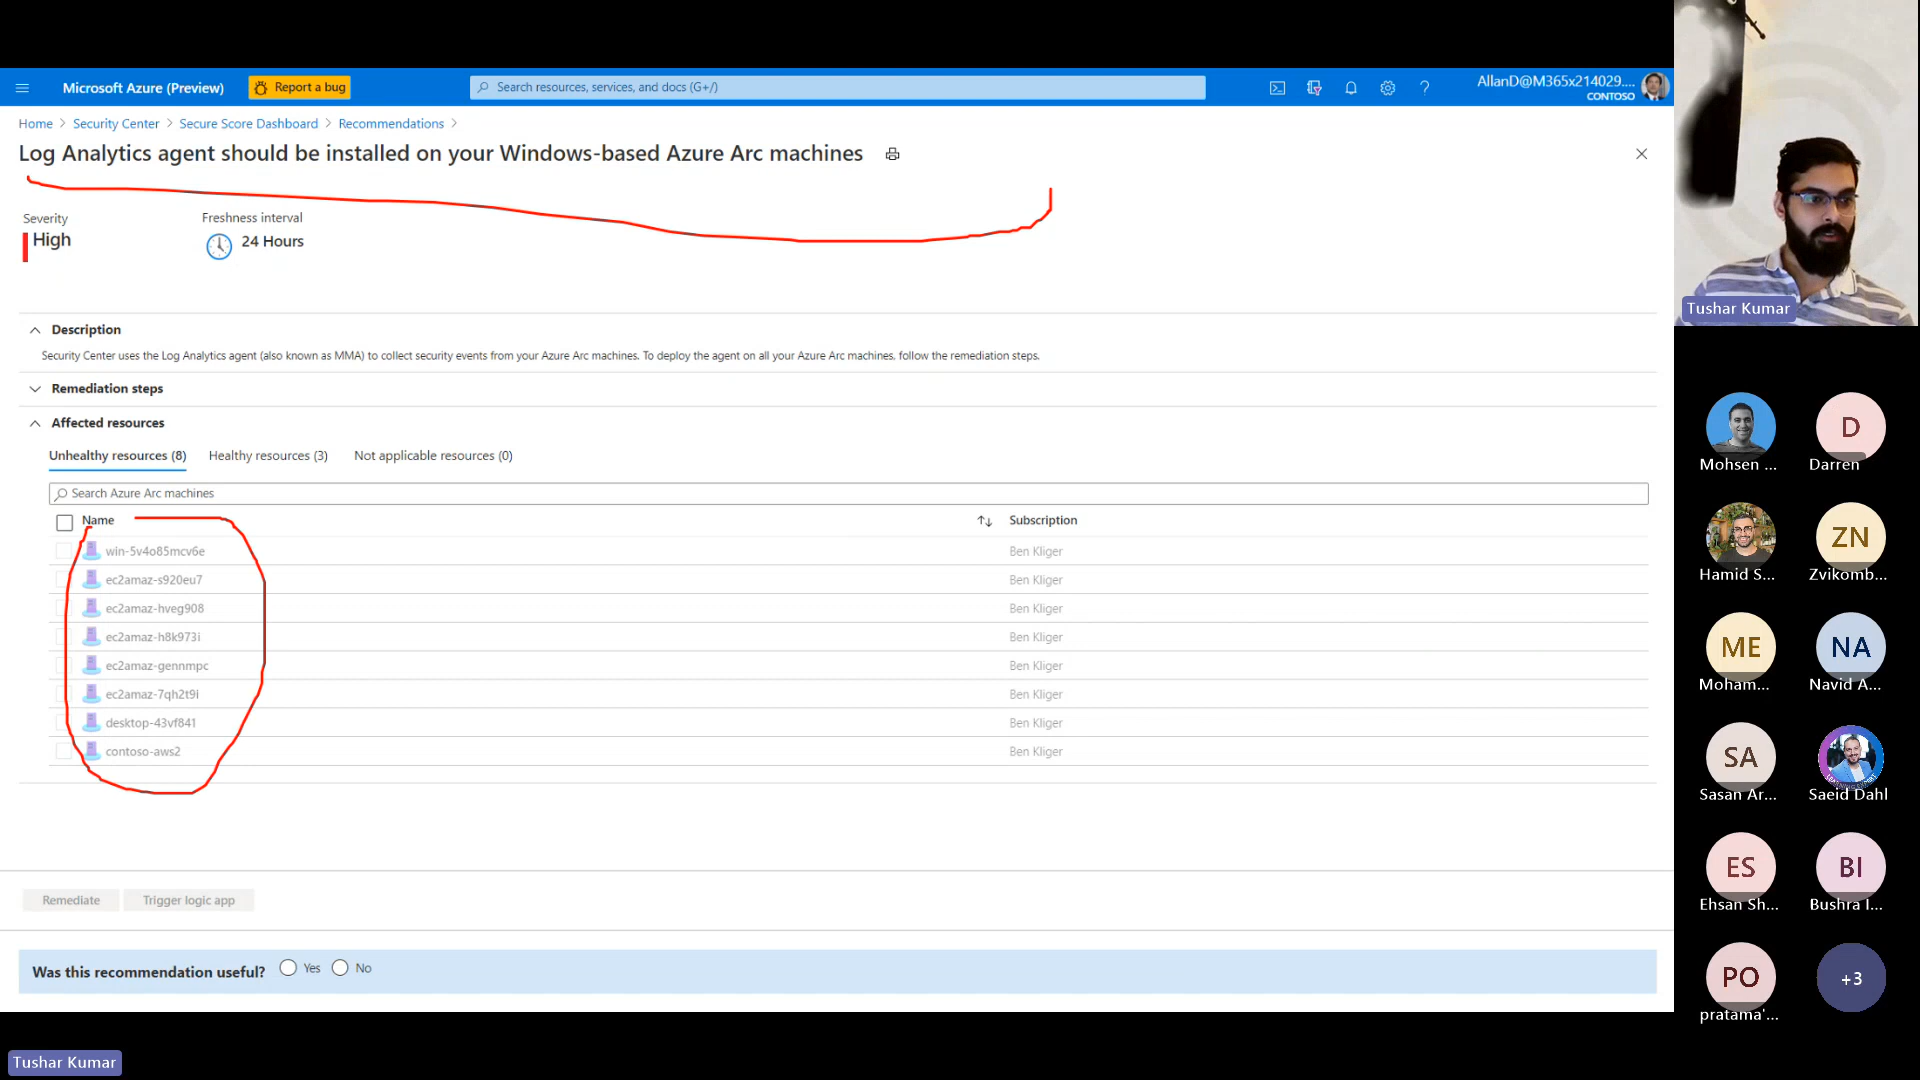 Microsoft Azure (Preview)
Report a bug
Search resources, services, and docs (G+/)
AllanD@M365x214029....
CONTOSO
Home > Security Center > Secure Score Dashboard > Recommendations >
Log Analytics agent should be installed on your Windows-based Azure Arc machines
Severity
High
Freshness interval
24 Hours
Description
Security Center uses the Log Analytics agent (also known as MMA) to collect security events from your Azure Arc machines. To deploy the agent on all your Azure Arc machines, follow the remediation steps.
Remediation steps
Affected resources
Unhealthy resources (8) Healthy resources (3) Not applicable resources (0)
Search Azure Arc machines
Name Subscription
win-5v4o85mcv6e Ben Kliger
ec2amaz-s920eu7 Ben Kliger
ec2amaz-hveg908 Ben Kliger
ec2amaz-h8k973i Ben Kliger
ec2amaz-gennmpc Ben Kliger
ec2amaz-7qh2t9i Ben Kliger
desktop-43vf841 Ben Kliger
contoso-aws2 Ben Kliger
Remediate Trigger logic app
Was this recommendation useful? Yes No
Tushar Kumar
Tushar Kumar
Mohsen ...
D
Darren
Hamid S...
ZN
Zvikomb...
ME
Moham...
NA
Navid A...
SA
Sasan Ar...
Saeid Dahl
ES
Ehsan Sh...
BI
Bushra I...
PO
pratama'...
+3